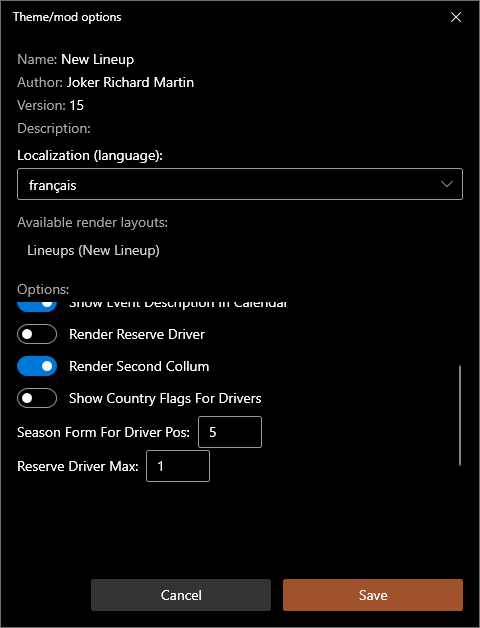 Theme/mod options
Name: New Lineup
Author: Joker Richard Martin
Version: 15
Description:
Localization (language):
français
Available render layouts:
Lineups (New Lineup)
Options:
Show Event Description In Calendar
Render Reserve Driver
Render Second Collum
Show Country Flags For Drivers
Season Form For Driver Pos: 5
Reserve Driver Max: 1
Cancel Save